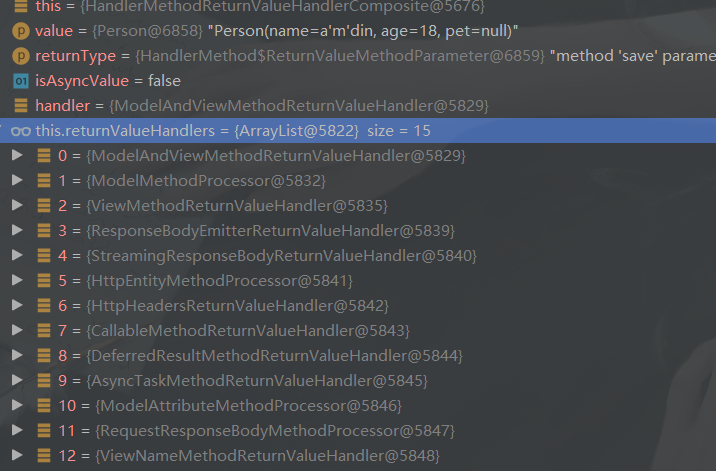 this = {HandlerMethodReturnValueHandlerComposite@5676}
p value = {Person@6858} "Person(name=a'm'din, age=18, pet=null)"
p returnType = {HandlerMethod$ReturnValueMethodParameter@6859} "method 'save' parame
01 isAsyncValue = false
handler = {ModelAndViewMethodReturnValueHandler@5829}
this.returnValueHandlers = {ArrayList@5822} size = 15
0 = {ModelAndViewMethodReturnValueHandler@5829}
1 = {ModelMethodProcessor@5832}
2 = {ViewMethodReturnValueHandler@5835}
3 = {ResponseBodyEmitterReturnValueHandler@5839}
4 = {StreamingResponseBodyReturnValueHandler@5840}
5 = {HttpEntityMethodProcessor@5841}
6 = {HttpHeadersReturnValueHandler@5842}
7 = {CallableMethodReturnValueHandler@5843}
8 = {DeferredResultMethodReturnValueHandler@5844}
9 = {AsyncTaskMethodReturnValueHandler@5845}
10 = {ModelAttributeMethodProcessor@5846}
11 = {RequestResponseBodyMethodProcessor@5847}
12 = {ViewNameMethodReturnValueHandler@5848}